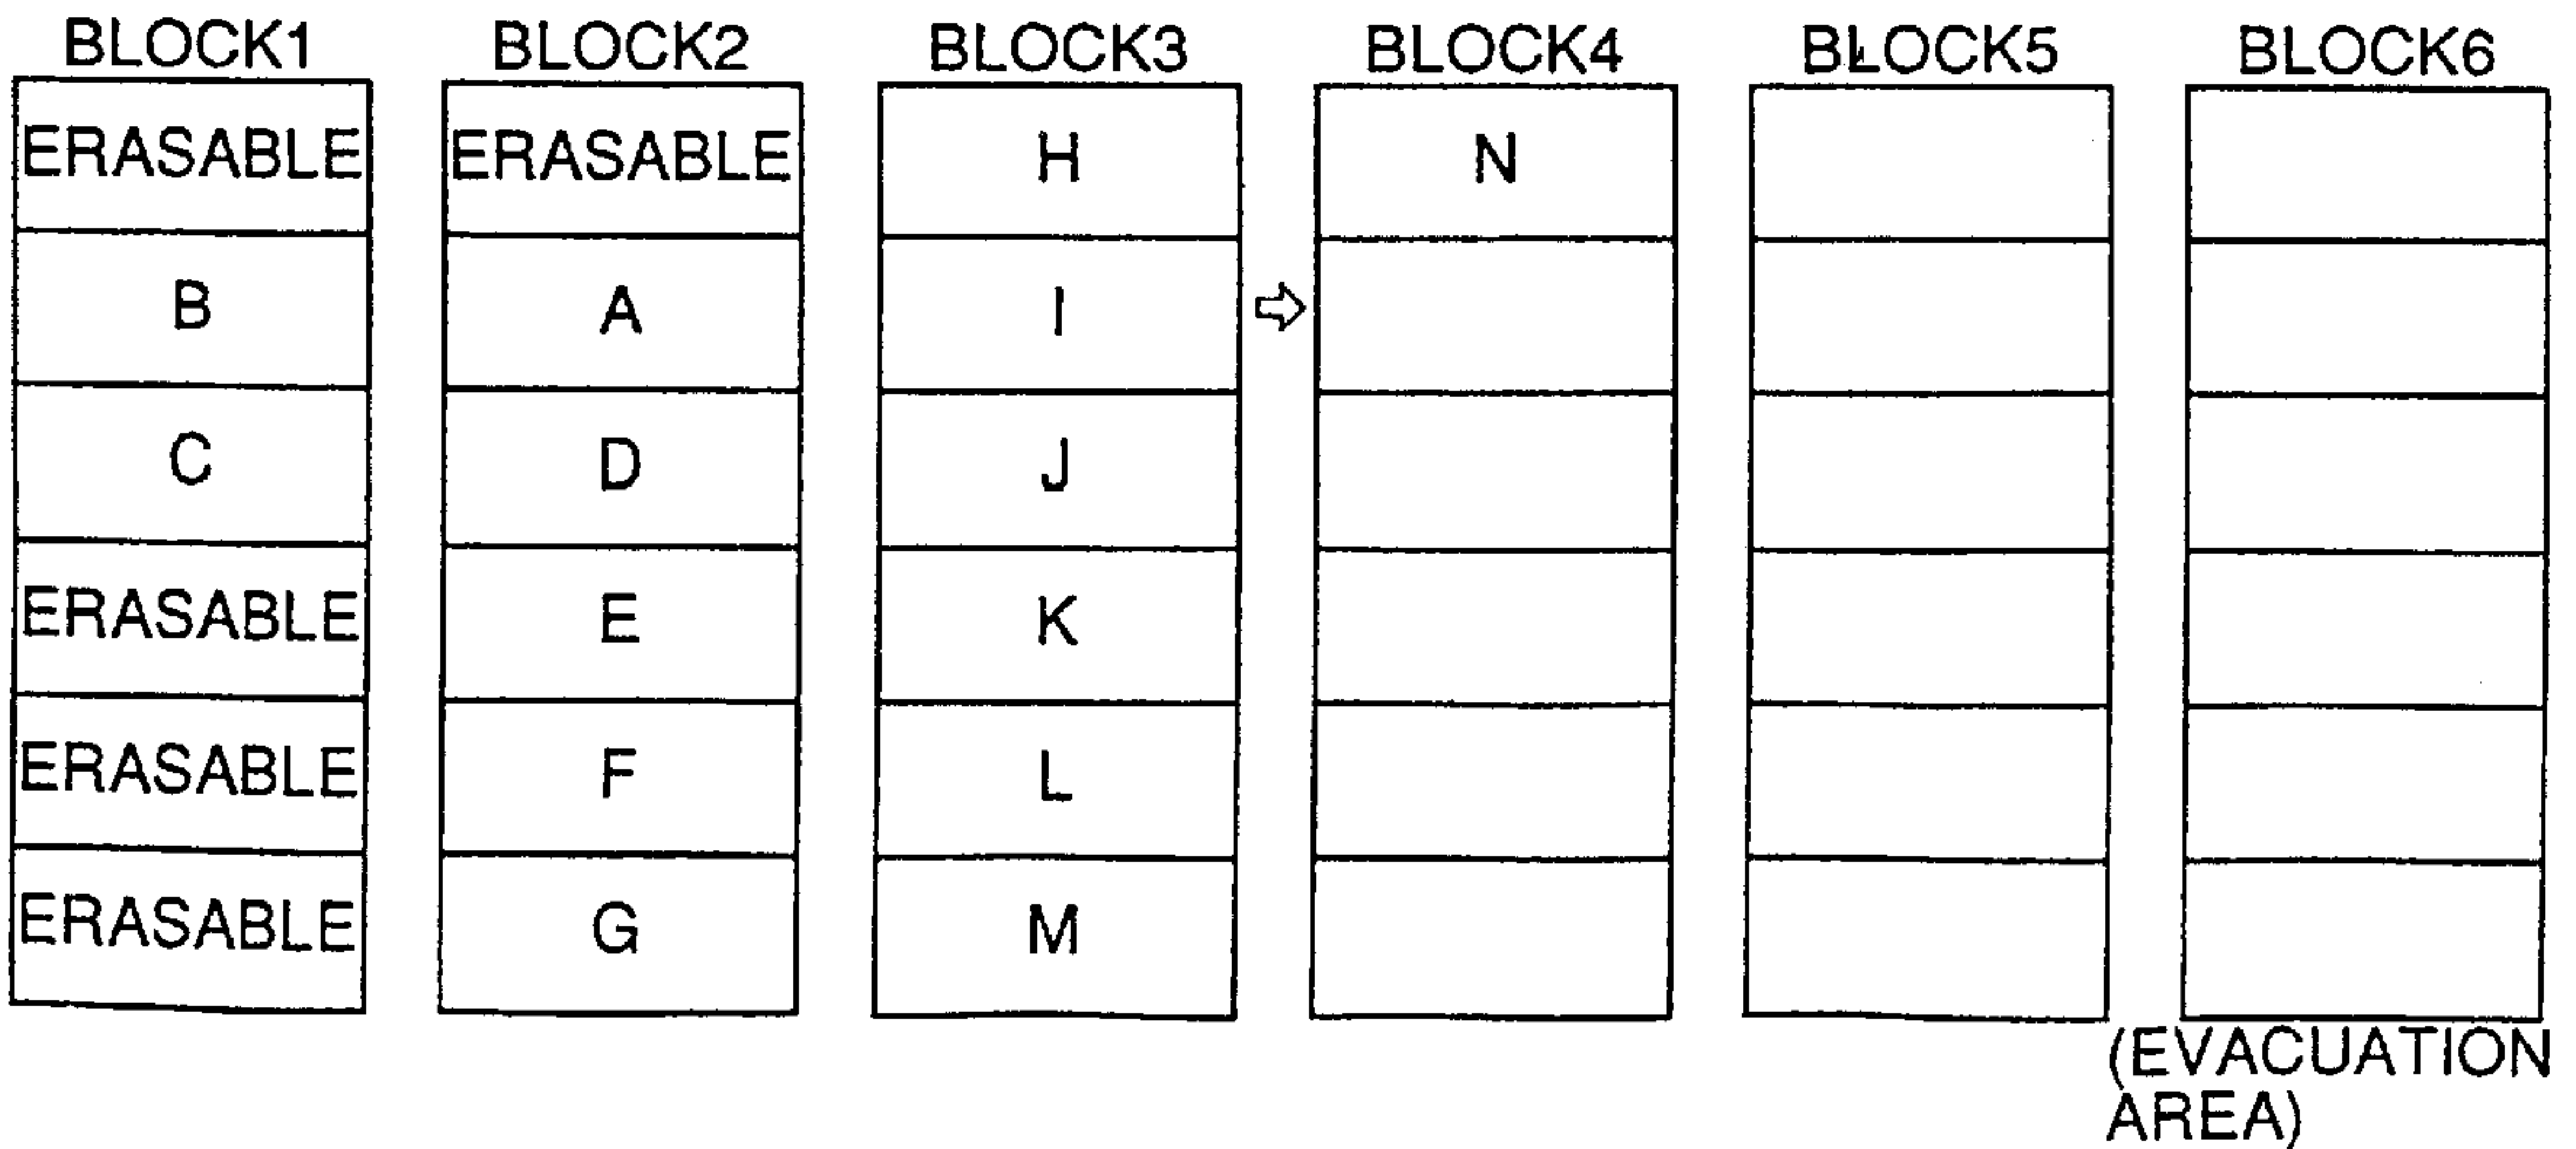 BLOCK1 BLOCK2 BLOCK3 BLOCK4 BLOCK5 BLOCK6
ERASABLE ERASABLE H N
B A I
C D J
ERASABLE E K
ERASABLE F L
ERASABLE G M
(EVACUATION
AREA)